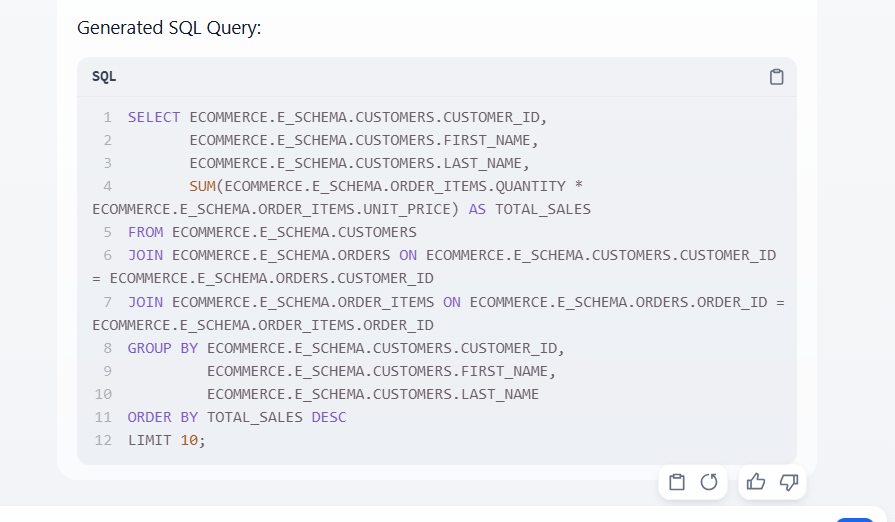 Generated SQL Query:
SQL
1 SELECT ECOMMERCE.E_SCHEMA.CUSTOMERS.CUSTOMER_ID,
2 ECOMMERCE.E_SCHEMA.CUSTOMERS.FIRST_NAME,
3 ECOMMERCE.E_SCHEMA.CUSTOMERS.LAST_NAME,
4 SUM(ECOMMERCE.E_SCHEMA.ORDER_ITEMS.QUANTITY *
ECOMMERCE.E_SCHEMA.ORDER_ITEMS.UNIT_PRICE) AS TOTAL_SALES
5 FROM ECOMMERCE.E_SCHEMA.CUSTOMERS
6 JOIN ECOMMERCE.E_SCHEMA.ORDERS ON ECOMMERCE.E_SCHEMA.CUSTOMERS.CUSTOMER_ID
= ECOMMERCE.E_SCHEMA.ORDERS.CUSTOMER_ID
7 JOIN ECOMMERCE.E_SCHEMA.ORDER_ITEMS ON ECOMMERCE.E_SCHEMA.ORDERS.ORDER_ID =
ECOMMERCE.E_SCHEMA.ORDER_ITEMS.ORDER_ID
8 GROUP BY ECOMMERCE.E_SCHEMA.CUSTOMERS.CUSTOMER_ID,
9 ECOMMERCE.E_SCHEMA.CUSTOMERS.FIRST_NAME,
10 ECOMMERCE.E_SCHEMA.CUSTOMERS.LAST_NAME
11 ORDER BY TOTAL_SALES DESC
12 LIMIT 10;